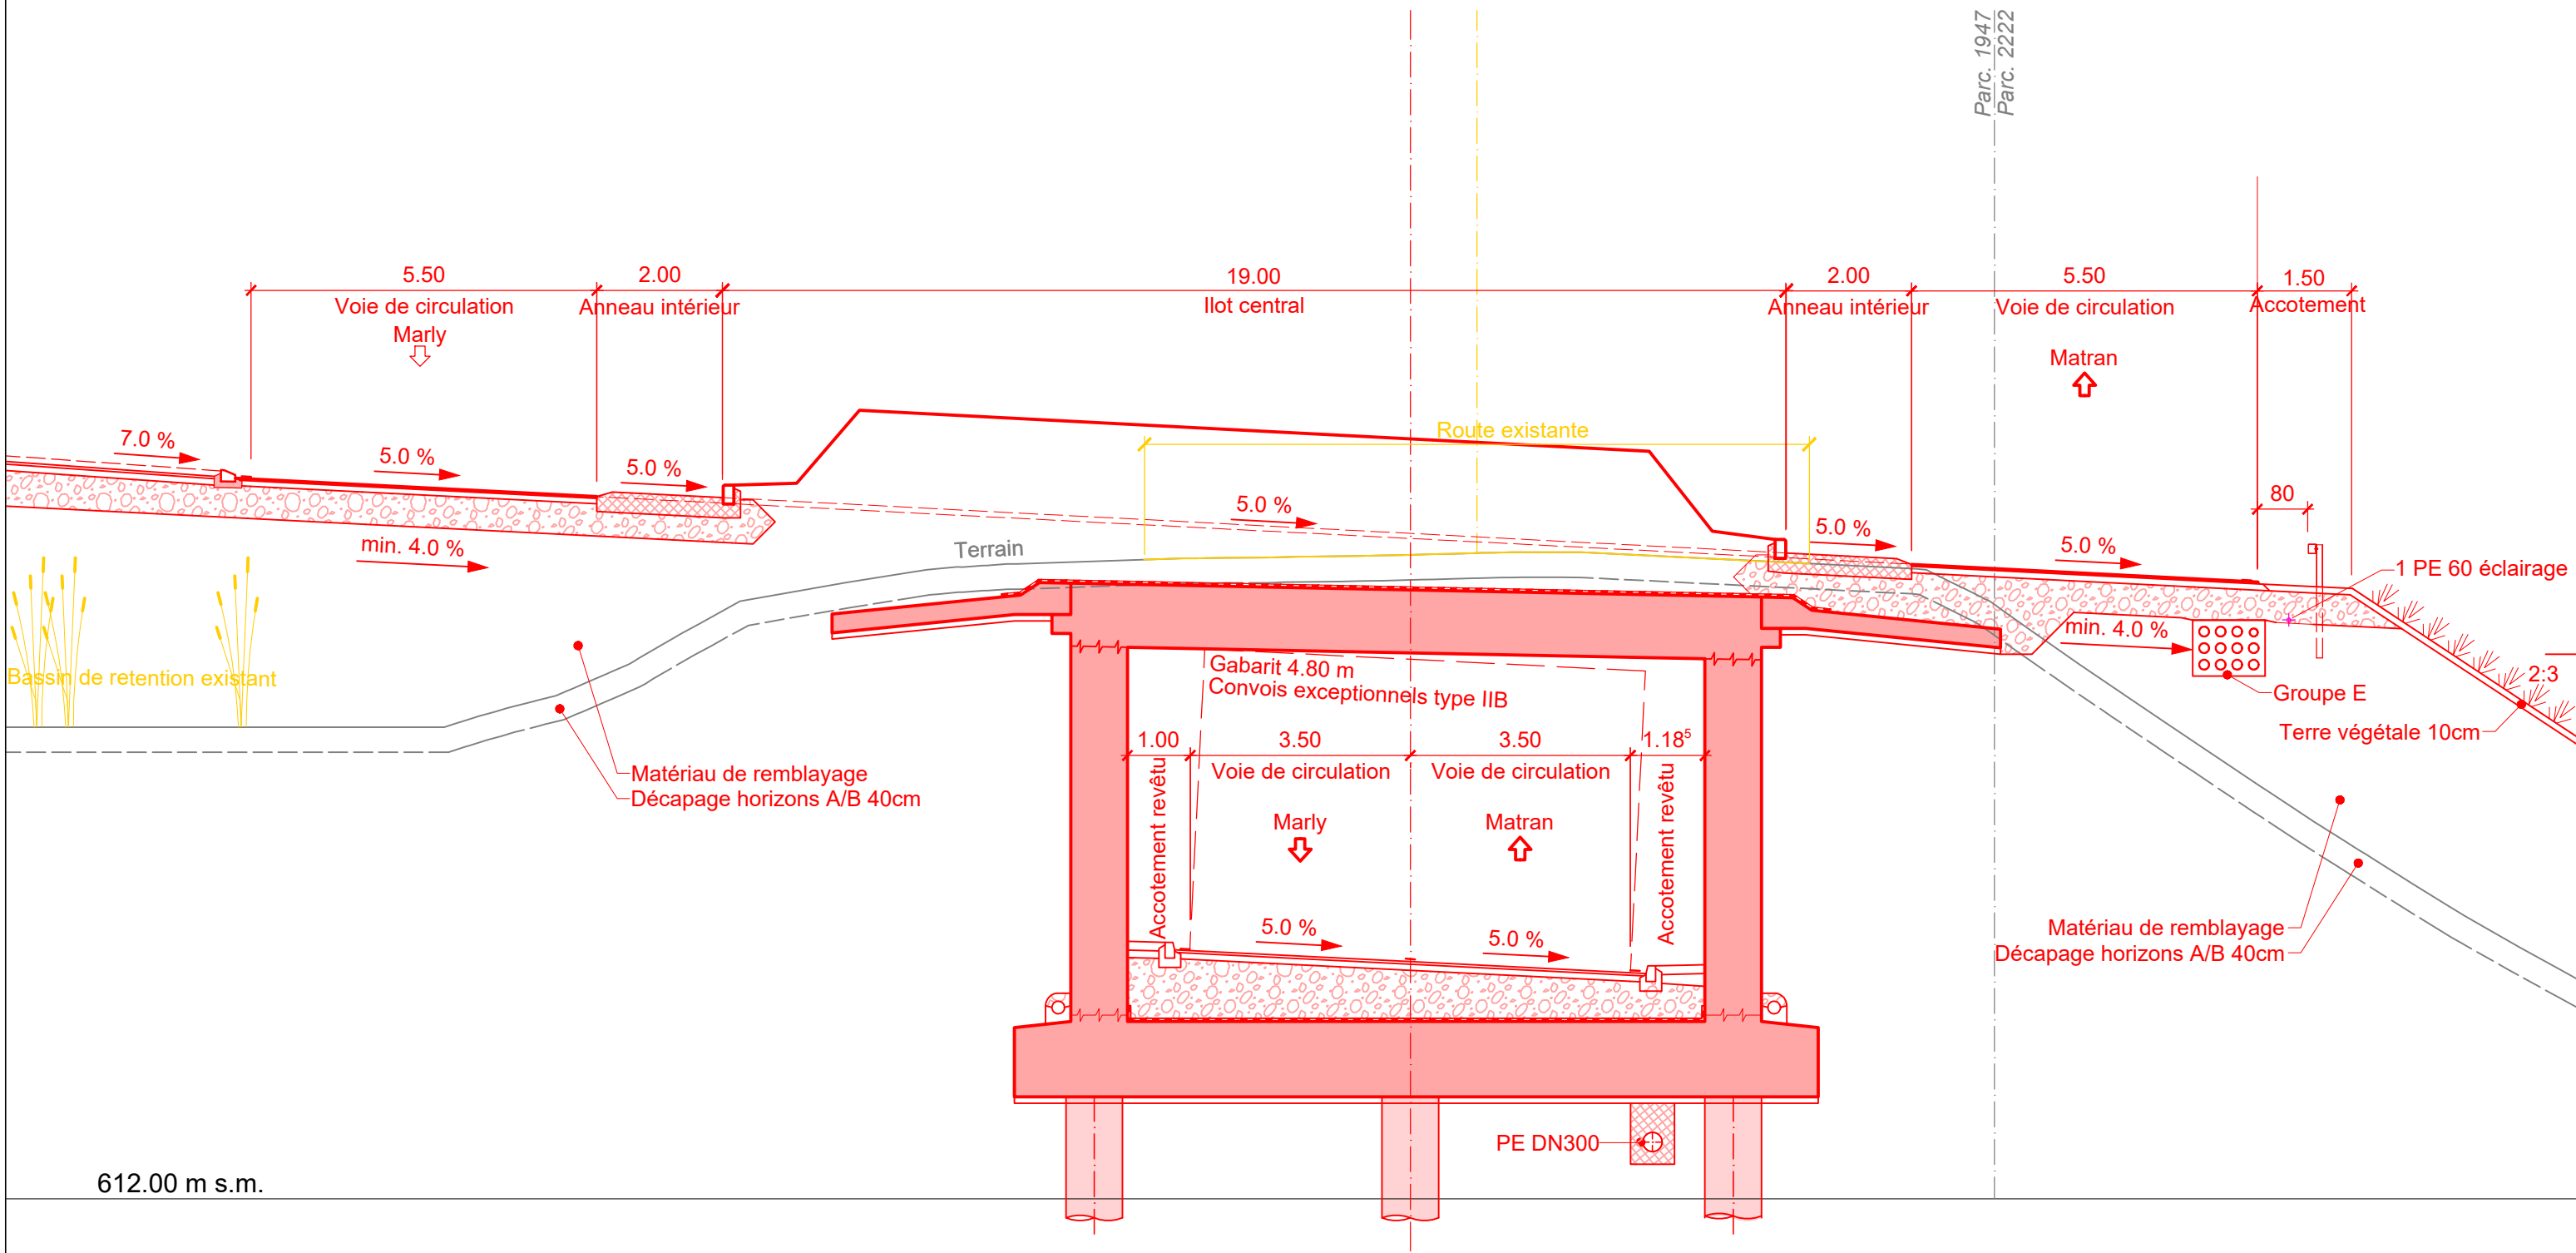 Parc. 1947
Parc. 2222
5.50
2.00
19.00
2.00
5.50
1.50
Voie de circulation
Anneau intérieur
Ilot central
Anneau intérieur
Voie de circulation
Accotement
Marly
Matran
7.0 %
5.0 %
5.0 %
Route existante
5.0 %
5.0 %
5.0 %
80
min. 4.0 %
Terrain
1 PE 60 éclairage
min. 4.0 %
Bassin de retention existant
Gabarit 4.80 m
Convois exceptionnels type IIB
Groupe E
2:3
Terre végétale 10cm
1.00
3.50
3.50
1.18⁵
Voie de circulation
Voie de circulation
Accotement revêtu
Accotement revêtu
Matériau de remblayage
Décapage horizons A/B 40cm
Marly
Matran
5.0 %
5.0 %
Matériau de remblayage
Décapage horizons A/B 40cm
PE DN300
612.00 m s.m.